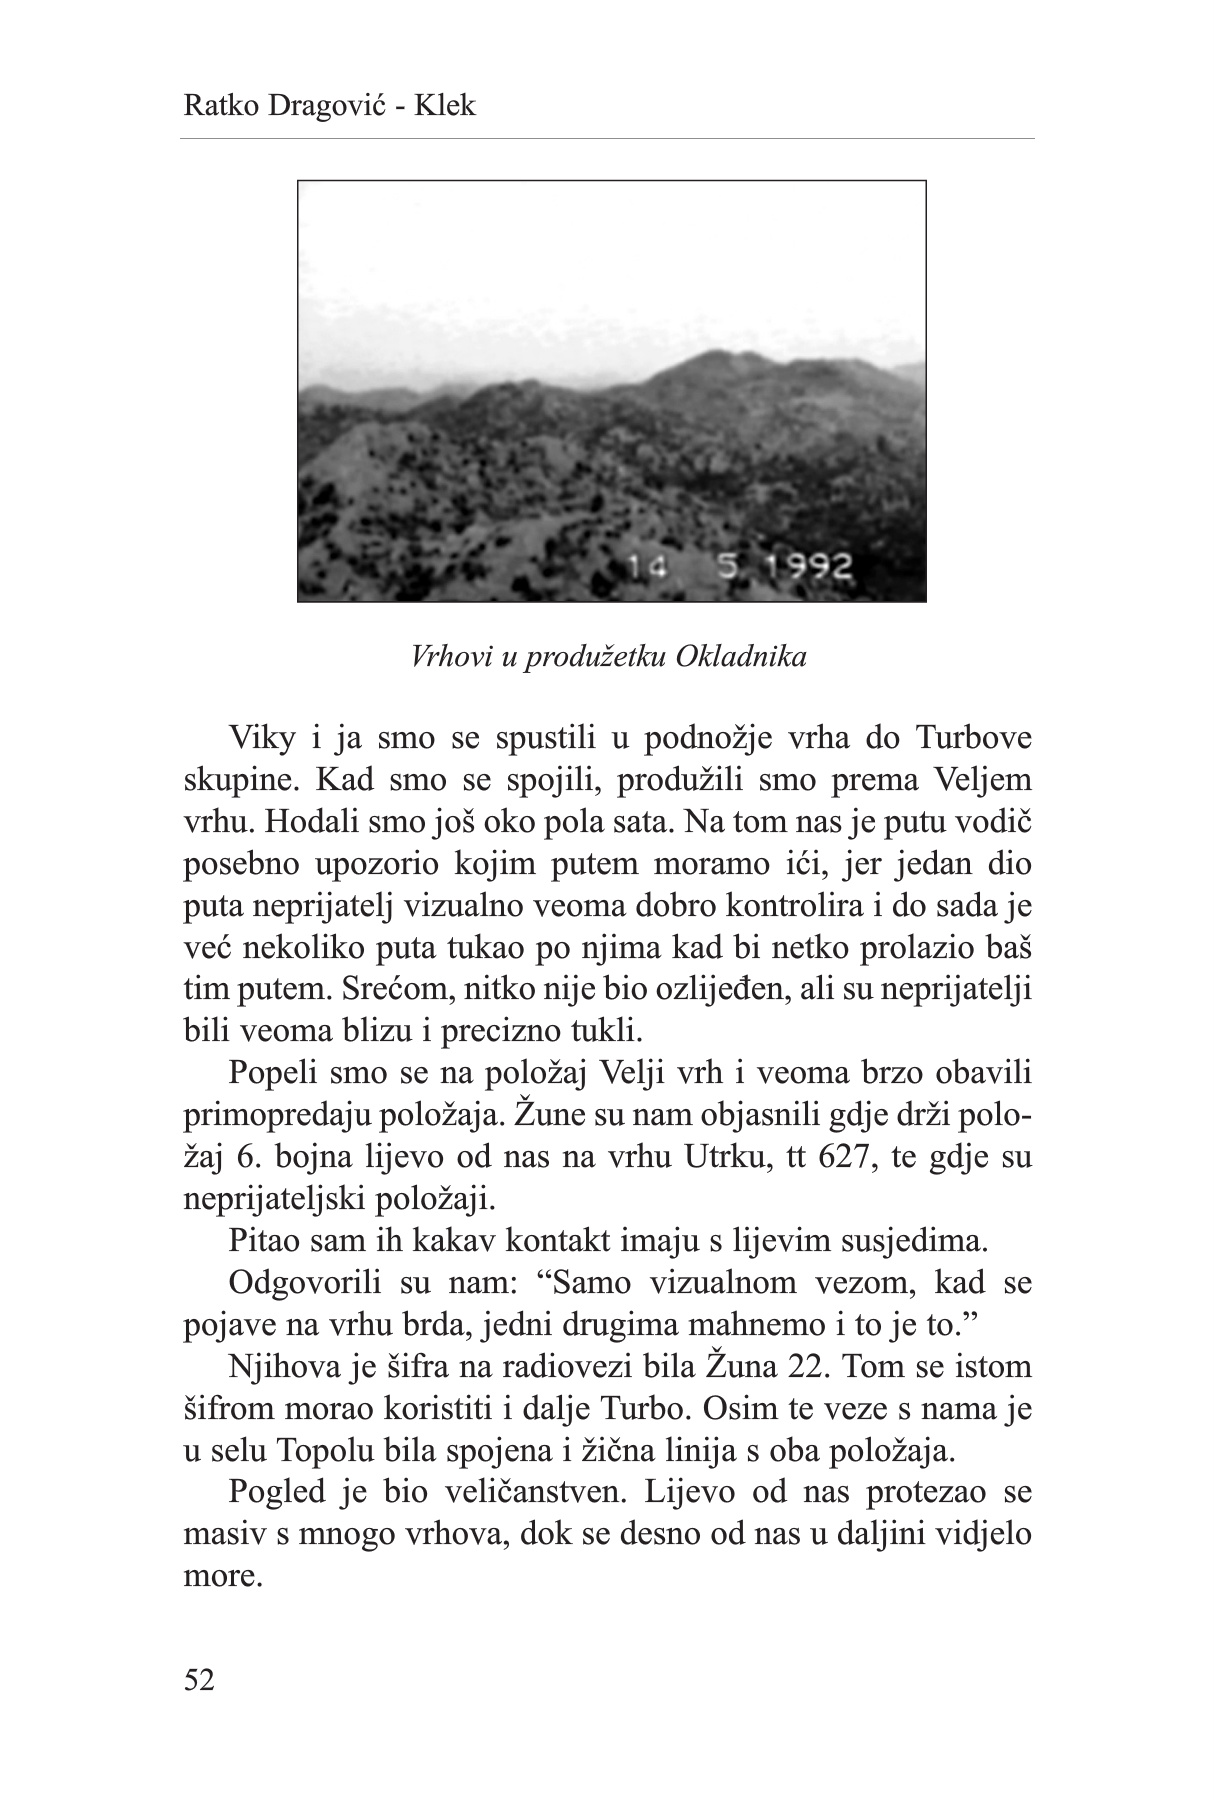 Ratko Dragović - Klek
14 5. 1992
Vrhovi u produžetku Okladnika
Viky i ja smo se spustili u podnožje vrha do Turbove
skupine. Kad smo se spojili, produžili smo prema Veljem
vrhu. Hodali smo još oko pola sata. Na tom nas je putu vodič
posebno upozorio kojim putem moramo ići, jer jedan dio
puta neprijatelj vizualno veoma dobro kontrolira i do sada je
već nekoliko puta tukao po njima kad bi netko prolazio baš
tim putem. Srećom, nitko nije bio ozlijeđen, ali su neprijatelji
bili veoma blizu i precizno tukli.
Popeli smo se na položaj Velji vrh i veoma brzo obavili
primopredaju položaja. Žune su nam objasnili gdje drži polo-
žaj 6. bojna lijevo od nas na vrhu Utrku, tt 627, te gdje su
neprijateljski položaji.
Pitao sam ih kakav kontakt imaju s lijevim susjedima.
Odgovorili su nam: “Samo vizualnom vezom, kad se
pojave na vrhu brda, jedni drugima mahnemo i to je to.”
Njihova je šifra na radiovezi bila Žuna 22. Tom se istom
šifrom morao koristiti i dalje Turbo. Osim te veze s nama je
u selu Topolu bila spojena i žična linija s oba položaja.
Pogled je bio veličanstven. Lijevo od nas protezao se
masiv s mnogo vrhova, dok se desno od nas u daljini vidjelo
more.
52